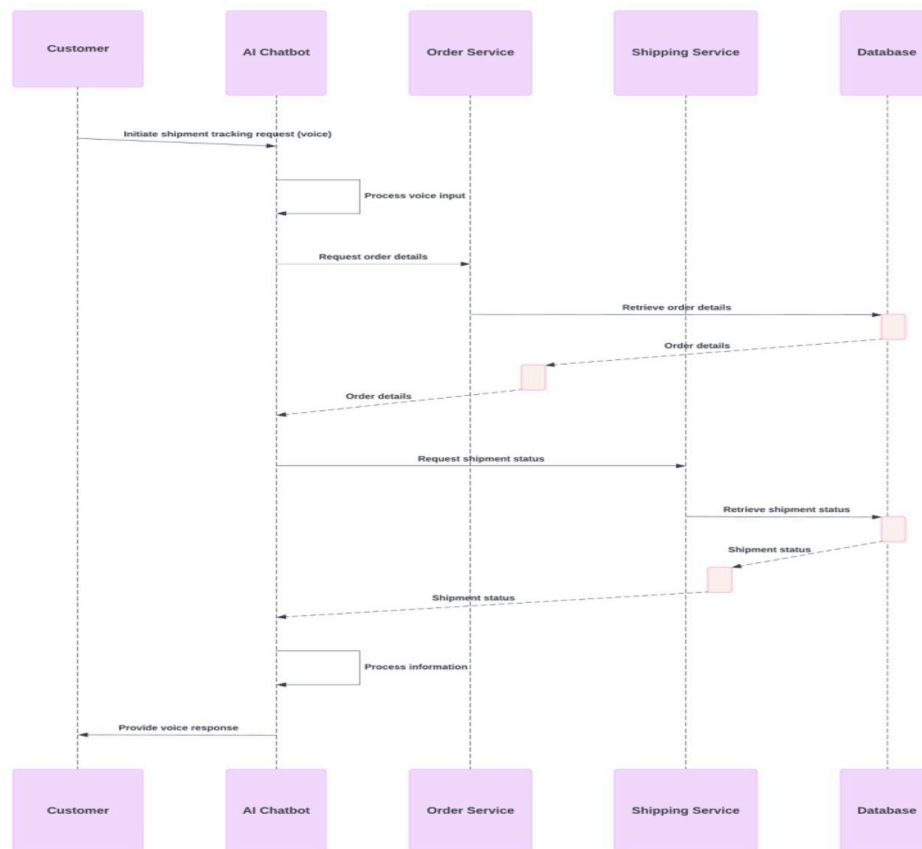 Customer
AI Chatbot
Order Service
Shipping Service
Database
Initiate shipment tracking request (voice)
Process voice input
Request order details
Retrieve order details
Order details
Order details
Request shipment status
Retrieve shipment status
Shipment status
Shipment status
Process information
Provide voice response
Customer
AI Chatbot
Order Service
Shipping Service
Database